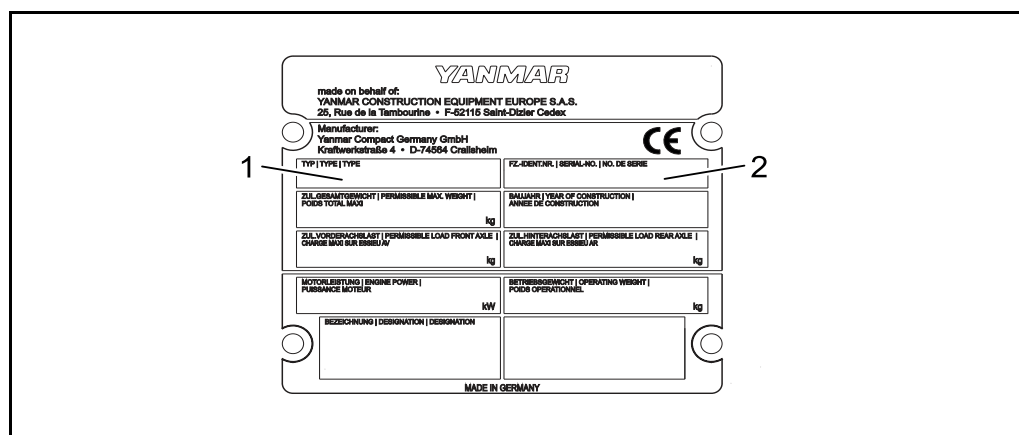 YANMAR
made on behalf of:
YANMAR CONSTRUCTION EQUIPMENT EUROPE S.A.S.
25, Rue de la Tambourine • F-52115 Saint-Dizier Cedex
Manufacturer:
Yanmar Compact Germany GmbH
Kraftwerkstraße 4 • D-74564 Crailsheim
CE
1
TYP | TYPE | TYPE
FZ.-IDENT.NR. | SERIAL-NO. | NO. DE SERIE
2
ZUL.GESAMTGEWICHT | PERMISSIBLE MAX. WEIGHT |
POIDS TOTAL MAXI
kg
BAUJAHR | YEAR OF CONSTRUCTION |
ANNEE DE CONSTRUCTION
ZUL.VORDERACHSLAST | PERMISSIBLE LOAD FRONT AXLE |
CHARGE MAXI SUR ESSIEU AV
kg
ZUL.HINTERACHSLAST | PERMISSIBLE LOAD REAR AXLE |
CHARGE MAXI SUR ESSIEU AR
kg
MOTORLEISTUNG | ENGINE POWER |
PUISSANCE MOTEUR
kW
BETRIEBSGEWICHT | OPERATING WEIGHT |
POIDS OPERATIONNEL
kg
BEZEICHNUNG | DESIGNATION | DESIGNATION
MADE IN GERMANY